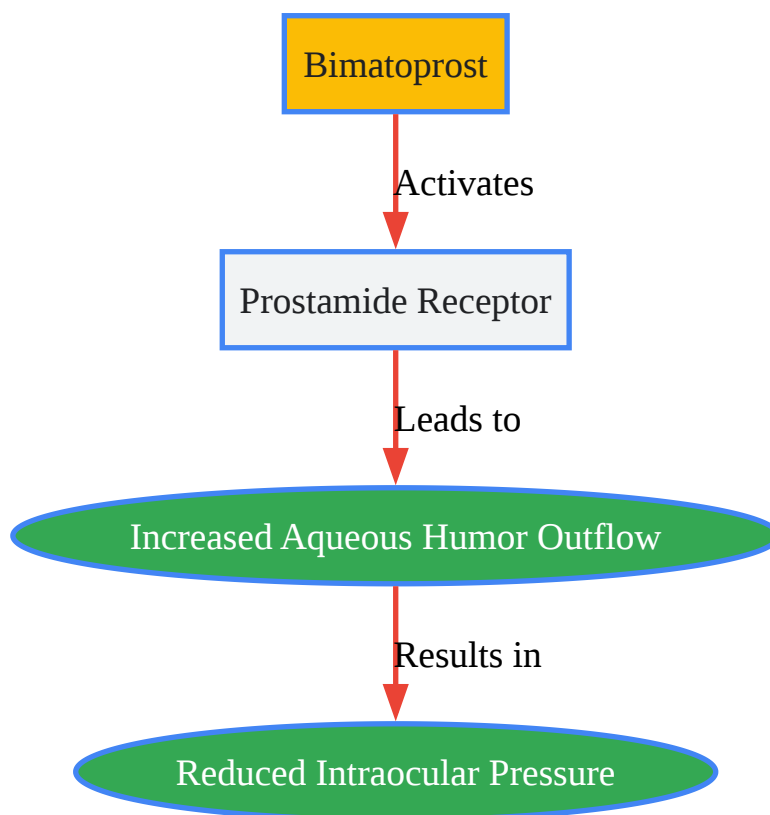 Bimatoprost
Activates
Prostamide Receptor
Leads to
Increased Aqueous Humor Outflow
Results in
Reduced Intraocular Pressure